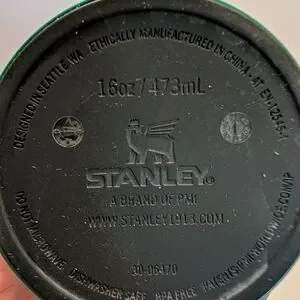 DESIGNED IN SEATTLE WA ETHICALLY MANUFACTURED IN CHINA
16oz/473mL
STANLEY®
A BRAND OF PMI
WWW.STANLEY1913.COM
30-06470
DO NOT MICROWAVE
DISHWASHER SAFE BPA FREE